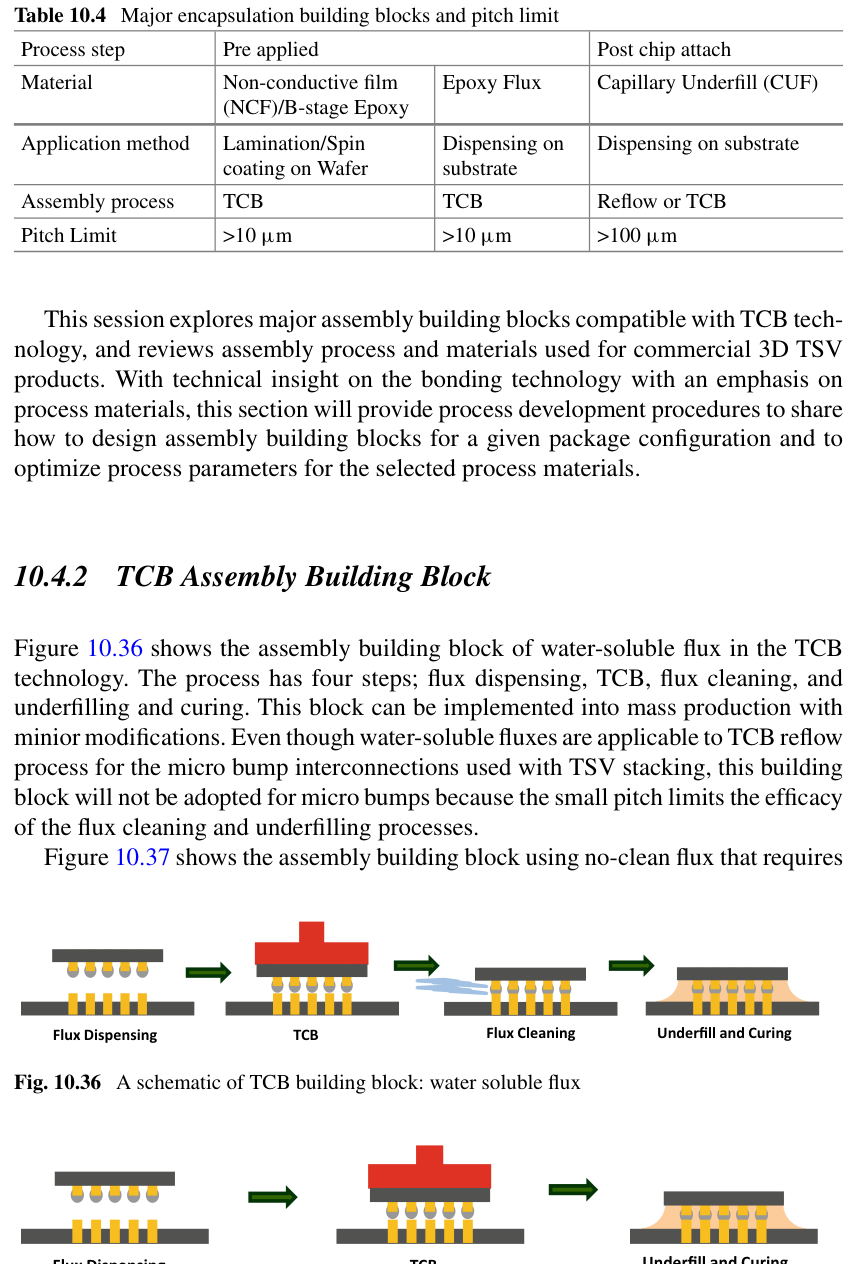 Table 10.4 Major encapsulation building blocks and pitch limit
Process step Pre applied Post chip attach
Material Non-conductive film (NCF)/B-stage Epoxy Epoxy Flux Capillary Underfill (CUF)
Application method Lamination/Spin coating on Wafer Dispensing on substrate Dispensing on substrate
Assembly process TCB TCB Reflow or TCB
Pitch Limit >10 μm >10 μm >100 μm
This session explores major assembly building blocks compatible with TCB tech-
nology, and reviews assembly process and materials used for commercial 3D TSV
products. With technical insight on the bonding technology with an emphasis on
process materials, this section will provide process development procedures to share
how to design assembly building blocks for a given package configuration and to
optimize process parameters for the selected process materials.
10.4.2 TCB Assembly Building Block
Figure 10.36 shows the assembly building block of water-soluble flux in the TCB
technology. The process has four steps; flux dispensing, TCB, flux cleaning, and
underfilling and curing. This block can be implemented into mass production with
minior modifications. Even though water-soluble fluxes are applicable to TCB reflow
process for the micro bump interconnections used with TSV stacking, this building
block will not be adopted for micro bumps because the small pitch limits the efficacy
of the flux cleaning and underfilling processes.
Figure 10.37 shows the assembly building block using no-clean flux that requires
Flux Dispensing TCB Flux Cleaning Underfill and Curing
Fig. 10.36 A schematic of TCB building block: water soluble flux
Flux Dispensing TCB Underfill and Curing